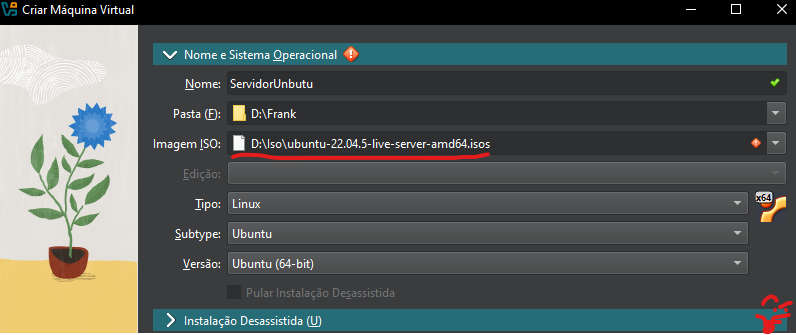 Criar Máquina Virtual
Nome e Sistema Operacional
Nome: ServidorUnbutu
Pasta (F): D:\Frank
Imagem ISO: D:\Iso\ubuntu-22.04.5-live-server-amd64.isos
Edição:
Tipo: Linux
x64
Subtype: Ubuntu
Versão: Ubuntu (64-bit)
Pular Instalação Desassistida
Instalação Desassistida (U)